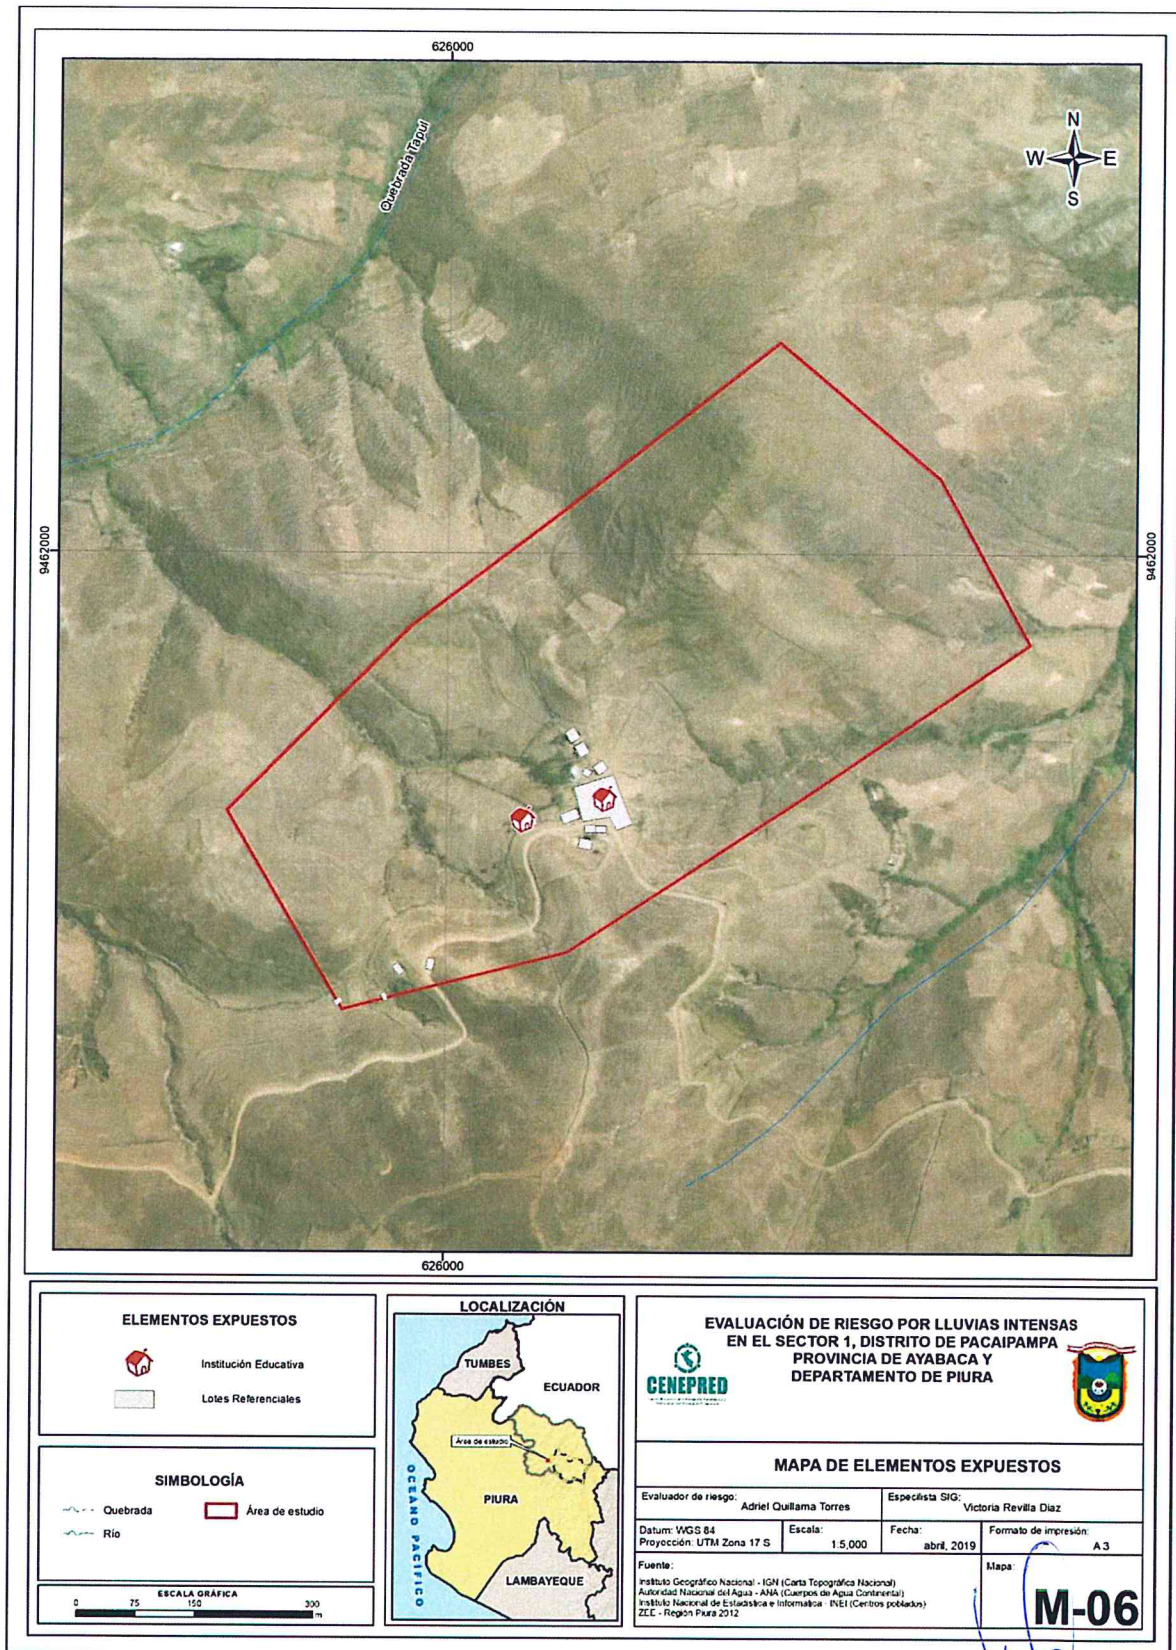 626000
Quebrada Tapul
N
W E
S
9462000
9462000
626000
ELEMENTOS EXPUESTOS
Institución Educativa
Lotes Referenciales
SIMBOLOGÍA
Quebrada
Área de estudio
Río
ESCALA GRÁFICA
0 75 150 300
m
LOCALIZACIÓN
TUMBES
ECUADOR
Área de estudio
PIURA
OCEANO PACIFICO
LAMBAYEQUE
EVALUACIÓN DE RIESGO POR LLUVIAS INTENSAS
EN EL SECTOR 1, DISTRITO DE PACAIPAMPA
PROVINCIA DE AYABACA Y
DEPARTAMENTO DE PIURA
CENEPRED
MAPA DE ELEMENTOS EXPUESTOS
Evaluador de riesgo:
Adriel Quillama Torres
Especilista SIG:
Victoria Revilla Diaz
Datum: WGS 84
Proyección: UTM Zona 17 S
Escala:
1:5,000
Fecha:
abril, 2019
Formato de impresión:
A3
Fuente:
Instituto Geográfico Nacional - IGN (Carta Topográfica Nacional)
Autoridad Nacional del Agua - ANA (Cuerpos de Agua Continental)
Instituto Nacional de Estadistica e Informatica - INEI (Centros poblados)
ZEE - Región Piura 2012
Mapa:
M-06